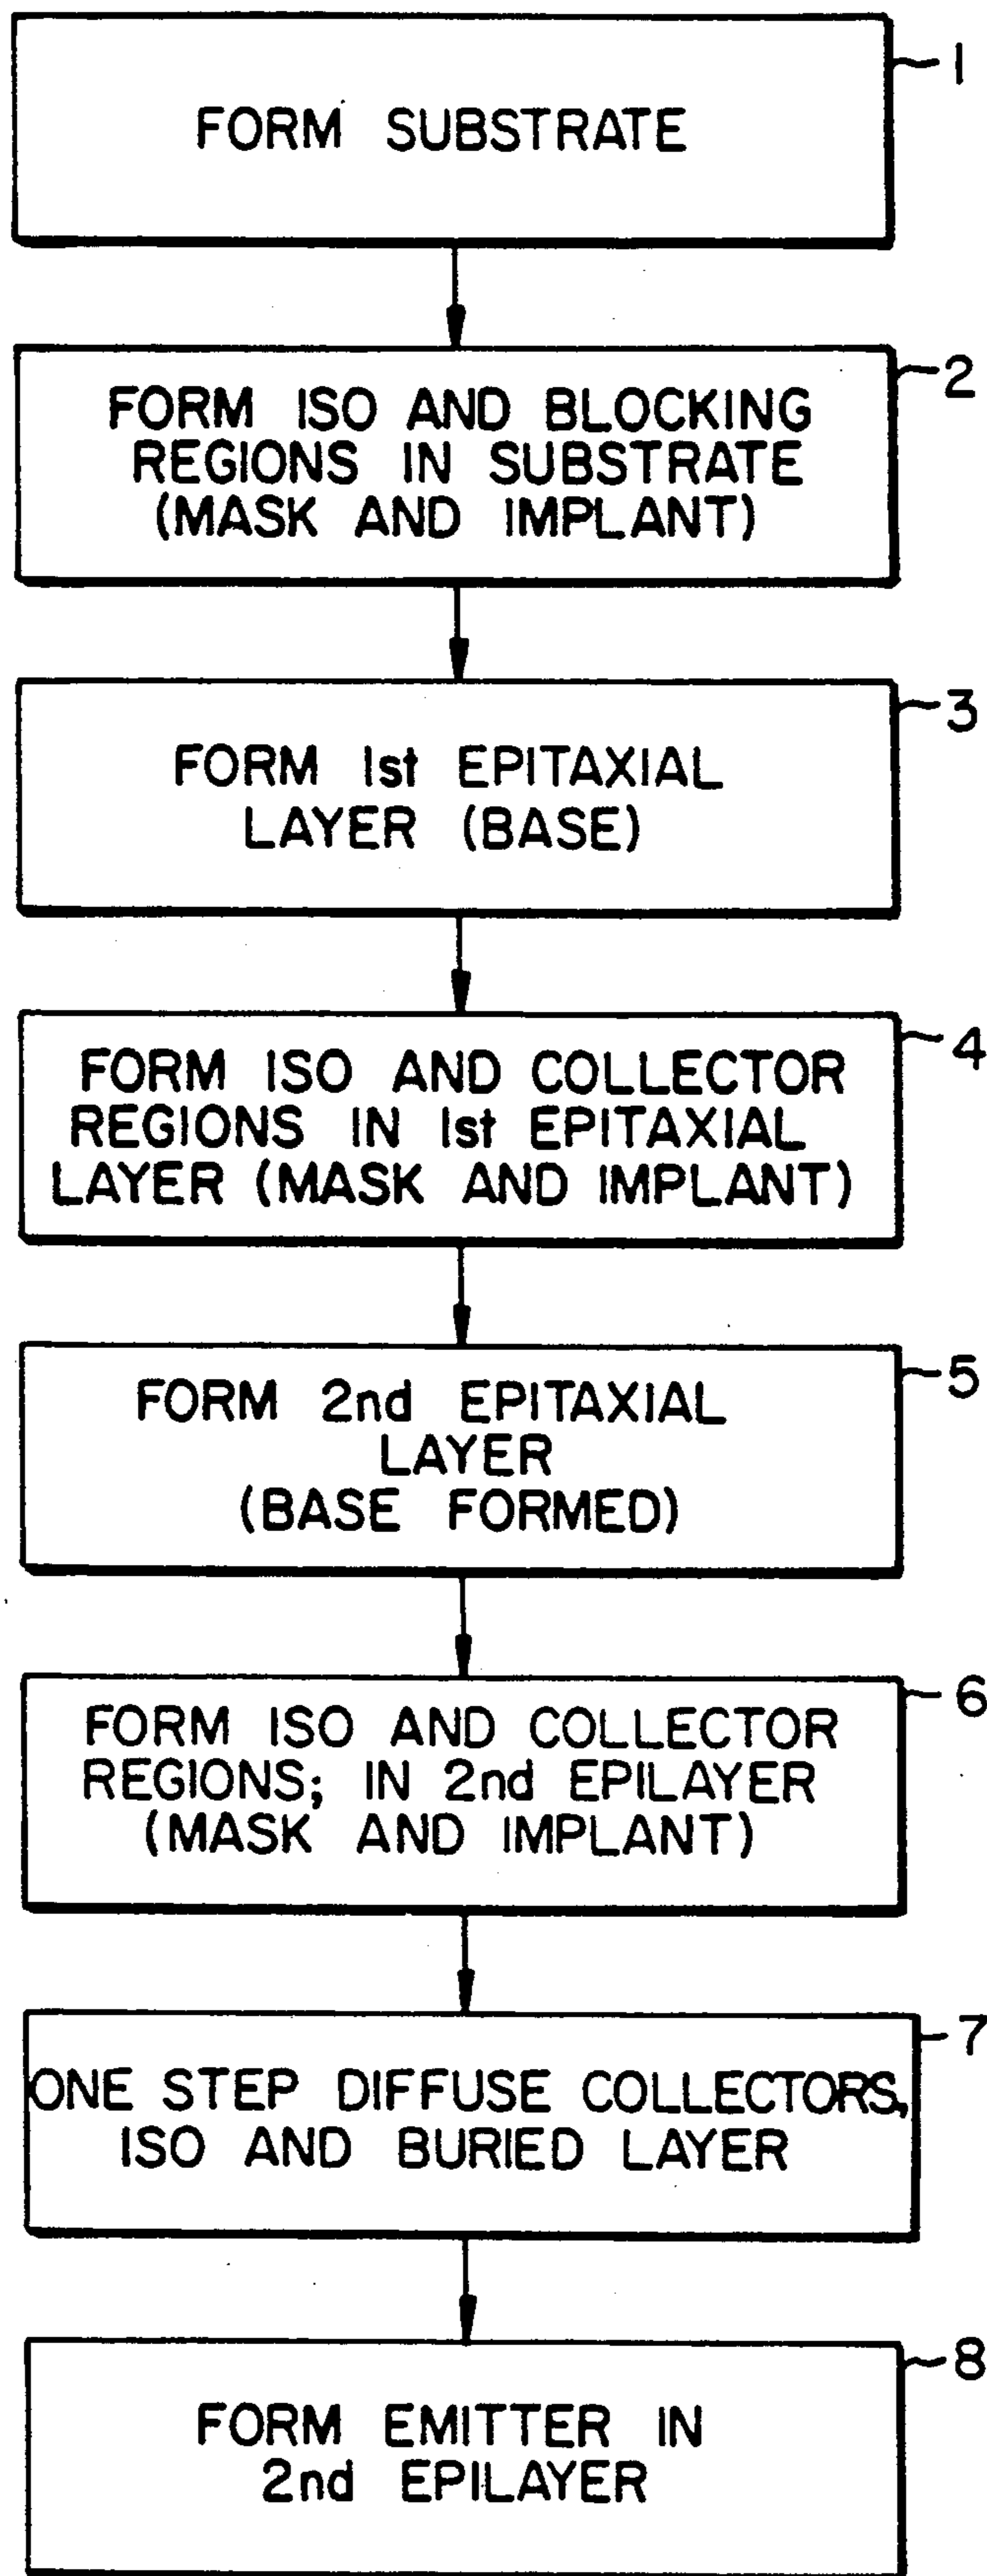 FORM SUBSTRATE
1
FORM ISO AND BLOCKING
REGIONS IN SUBSTRATE
(MASK AND IMPLANT)
2
FORM 1st EPITAXIAL
LAYER (BASE)
3
FORM ISO AND COLLECTOR
REGIONS IN 1st EPITAXIAL
LAYER (MASK AND IMPLANT)
4
FORM 2nd EPITAXIAL
LAYER
(BASE FORMED)
5
FORM ISO AND COLLECTOR
REGIONS; IN 2nd EPILAYER
(MASK AND IMPLANT)
6
ONE STEP DIFFUSE COLLECTORS,
ISO AND BURIED LAYER
7
FORM EMITTER IN
2nd EPILAYER
8